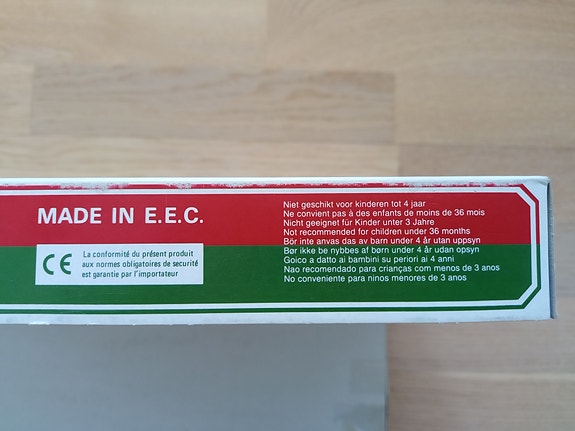 MADE IN E.E.C.
CE
La conformité du présent produit
aux normes obligatoires de securité
est garantie par l'importateur
Niet geschikt voor kinderen tot 4 jaar
Ne convient pas à des enfants de moins de 36 mois
Nicht geeignet für Kinder unter 3 Jahre
Not recommended for children under 36 months
Bör inte anvas das av barn under 4 år utan uppsyn
Bør ikke be nybbes af børn under 4 år udan opsyn
Goico a datto ai bambini su periori ai 4 anni
Nao recomendado para crianças com menos de 3 anos
No conveniente para ninos menores de 3 anos